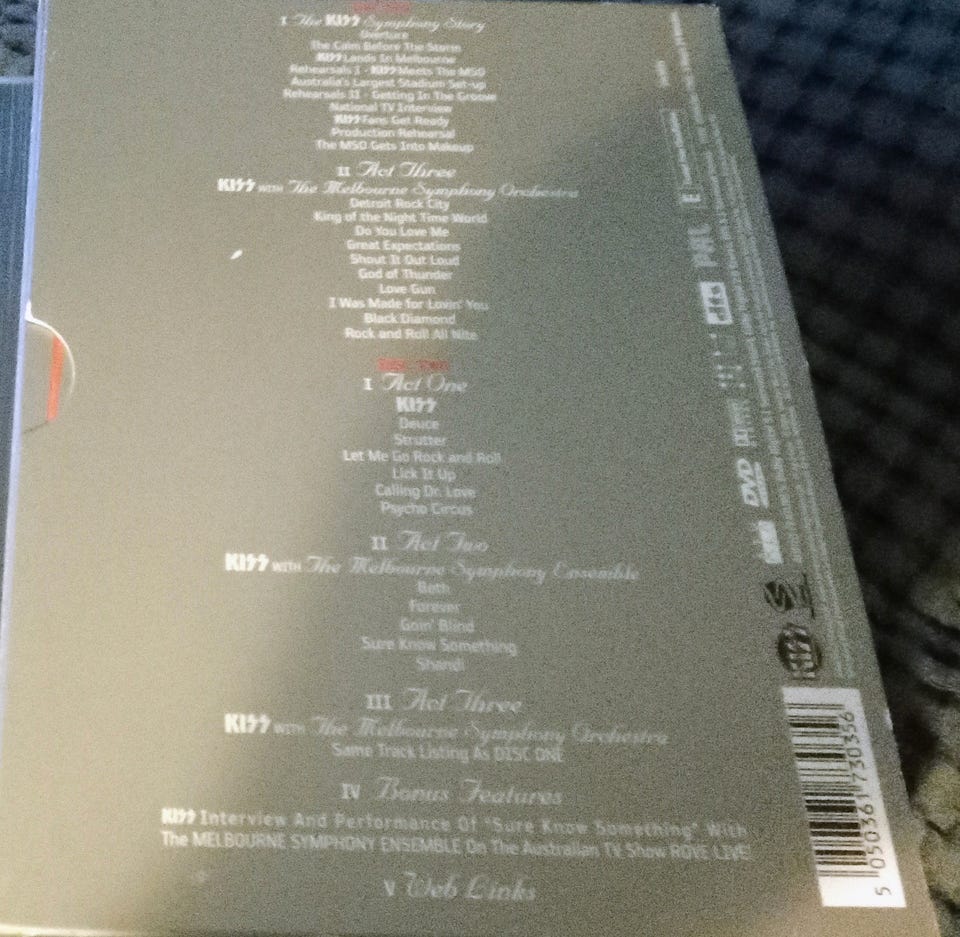 I The KISS Symphony Story
Overture
The Calm Before The Storm
KISS Lands In Melbourne
Rehearsals I - KISS Meets The MSO
Australia's Largest Stadium Set-up
Rehearsals II - Getting In The Groove
National TV Interview
KISS Fans Get Ready
Production Rehearsal
The MSO Gets Into Makeup
II Act Three
KISS WITH The Melbourne Symphony Orchestra
Detroit Rock City
King of the Night Time World
Do You Love Me
Great Expectations
Shout It Out Loud
God of Thunder
Love Gun
I Was Made for Lovin' You
Black Diamond
Rock and Roll All Nite
DISC TWO
I Act One
KISS
Deuce
Strutter
Let Me Go Rock and Roll
Lick It Up
Calling Dr. Love
Psycho Circus
II Act Two
KISS WITH The Melbourne Symphony Ensemble
Beth
Forever
Goin' Blind
Sure Know Something
Shandi
III Act Three
KISS WITH The Melbourne Symphony Orchestra
Same Track Listing As DISC ONE
IV Bonus Features
KISS Interview And Performance Of "Sure Know Something" With
The MELBOURNE SYMPHONY ENSEMBLE On The Australian TV Show ROVE LIVE!
V Web Links
E
PAL
dts
DVD
KISS
5 050361 730356